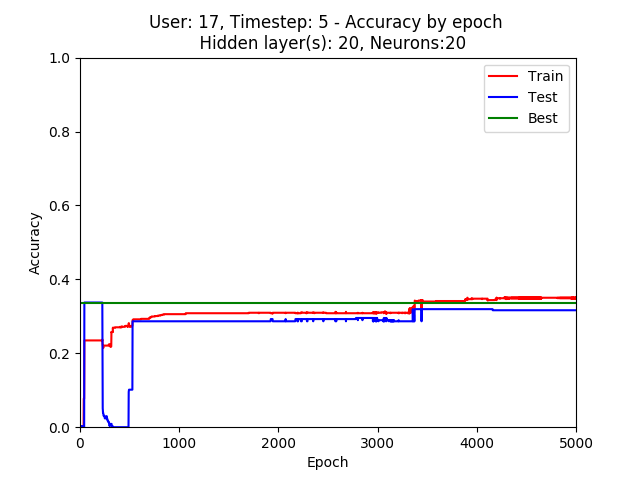 User: 17, Timestep: 5 - Accuracy by epoch
Hidden layer(s): 20, Neurons:20
1.0
0.8
0.6
0.4
0.2
0.0
Accuracy
Train
Test
Best
0 1000 2000 3000 4000 5000
Epoch